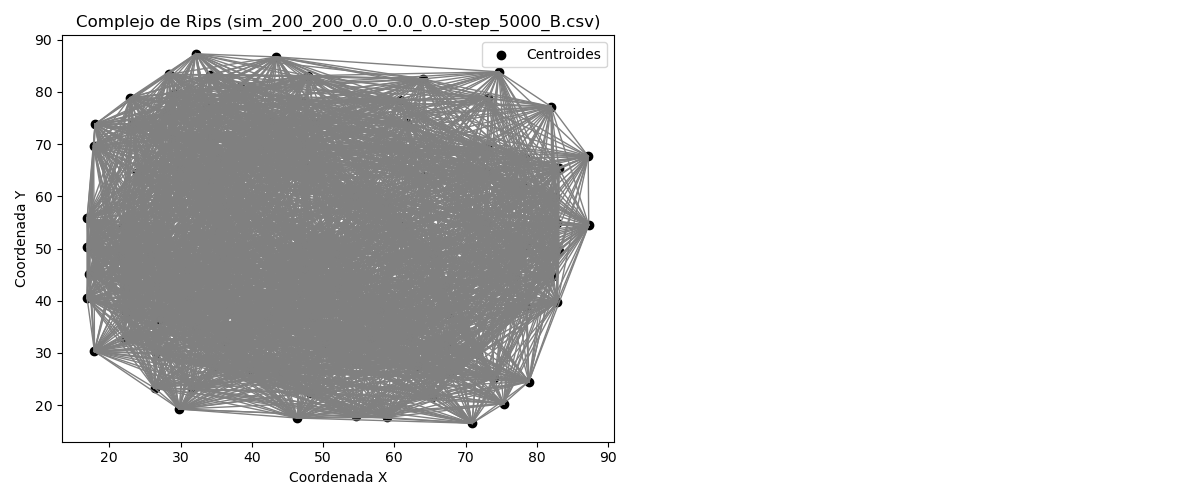 Complejo de Rips (sim_200_200_0.0_0.0_0.0-step_5000_B.csv)
90
Centroides
80
70
60
50
40
30
20
Coordenada Y
20 30 40 50 60 70 80 90
Coordenada X